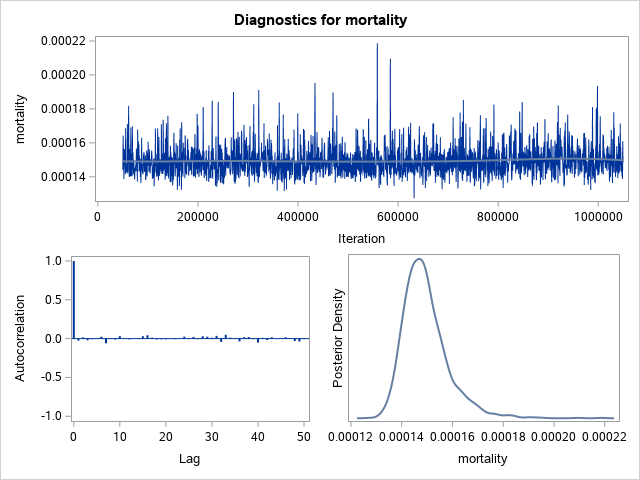 Diagnostics for mortality
mortality
0.00022
0.00020
0.00018
0.00016
0.00014
0 200000 400000 600000 800000 1000000
Iteration
Autocorrelation
1.0
0.5
0.0
-0.5
-1.0
0 10 20 30 40 50
Lag
Posterior Density
0.00012 0.00014 0.00016 0.00018 0.00020 0.00022
mortality